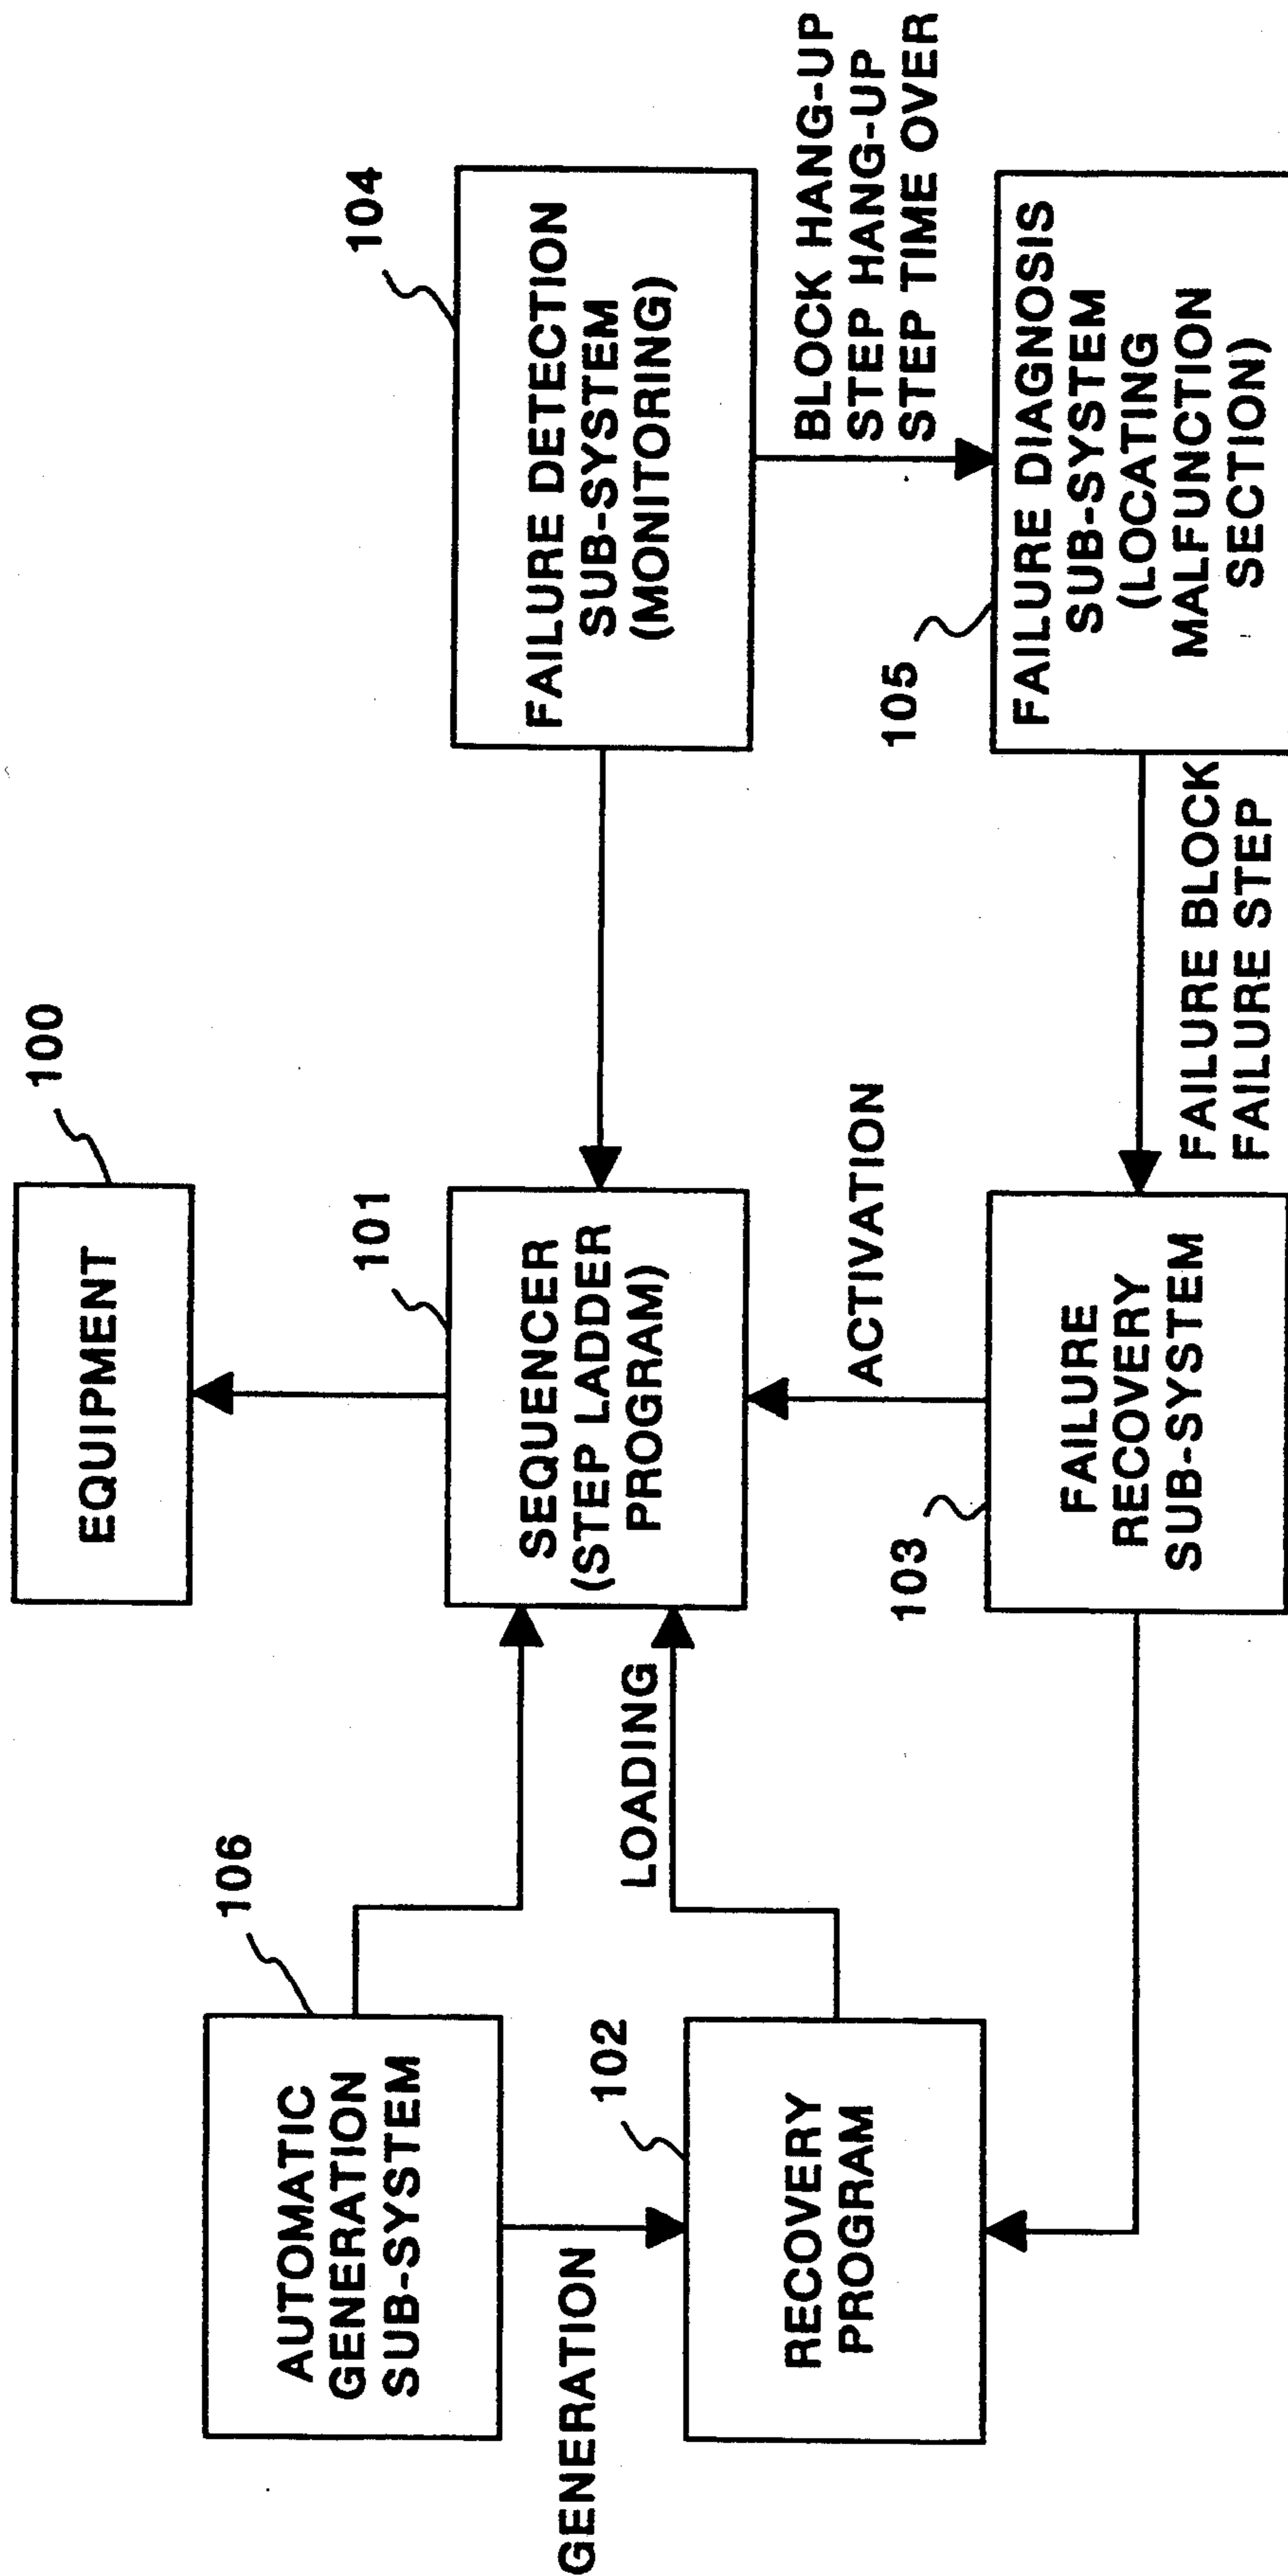 100
EQUIPMENT
106
AUTOMATIC
GENERATION
SUB-SYSTEM
101
SEQUENCER
(STEP LADDER
PROGRAM)
104
FAILURE DETECTION
SUB-SYSTEM
(MONITORING)
GENERATION
LOADING
ACTIVATION
BLOCK HANG-UP
STEP HANG-UP
STEP TIME OVER
102
RECOVERY
PROGRAM
103
FAILURE
RECOVERY
SUB-SYSTEM
105
FAILURE DIAGNOSIS
SUB-SYSTEM
(LOCATING
MALFUNCTION
SECTION)
FAILURE BLOCK
FAILURE STEP